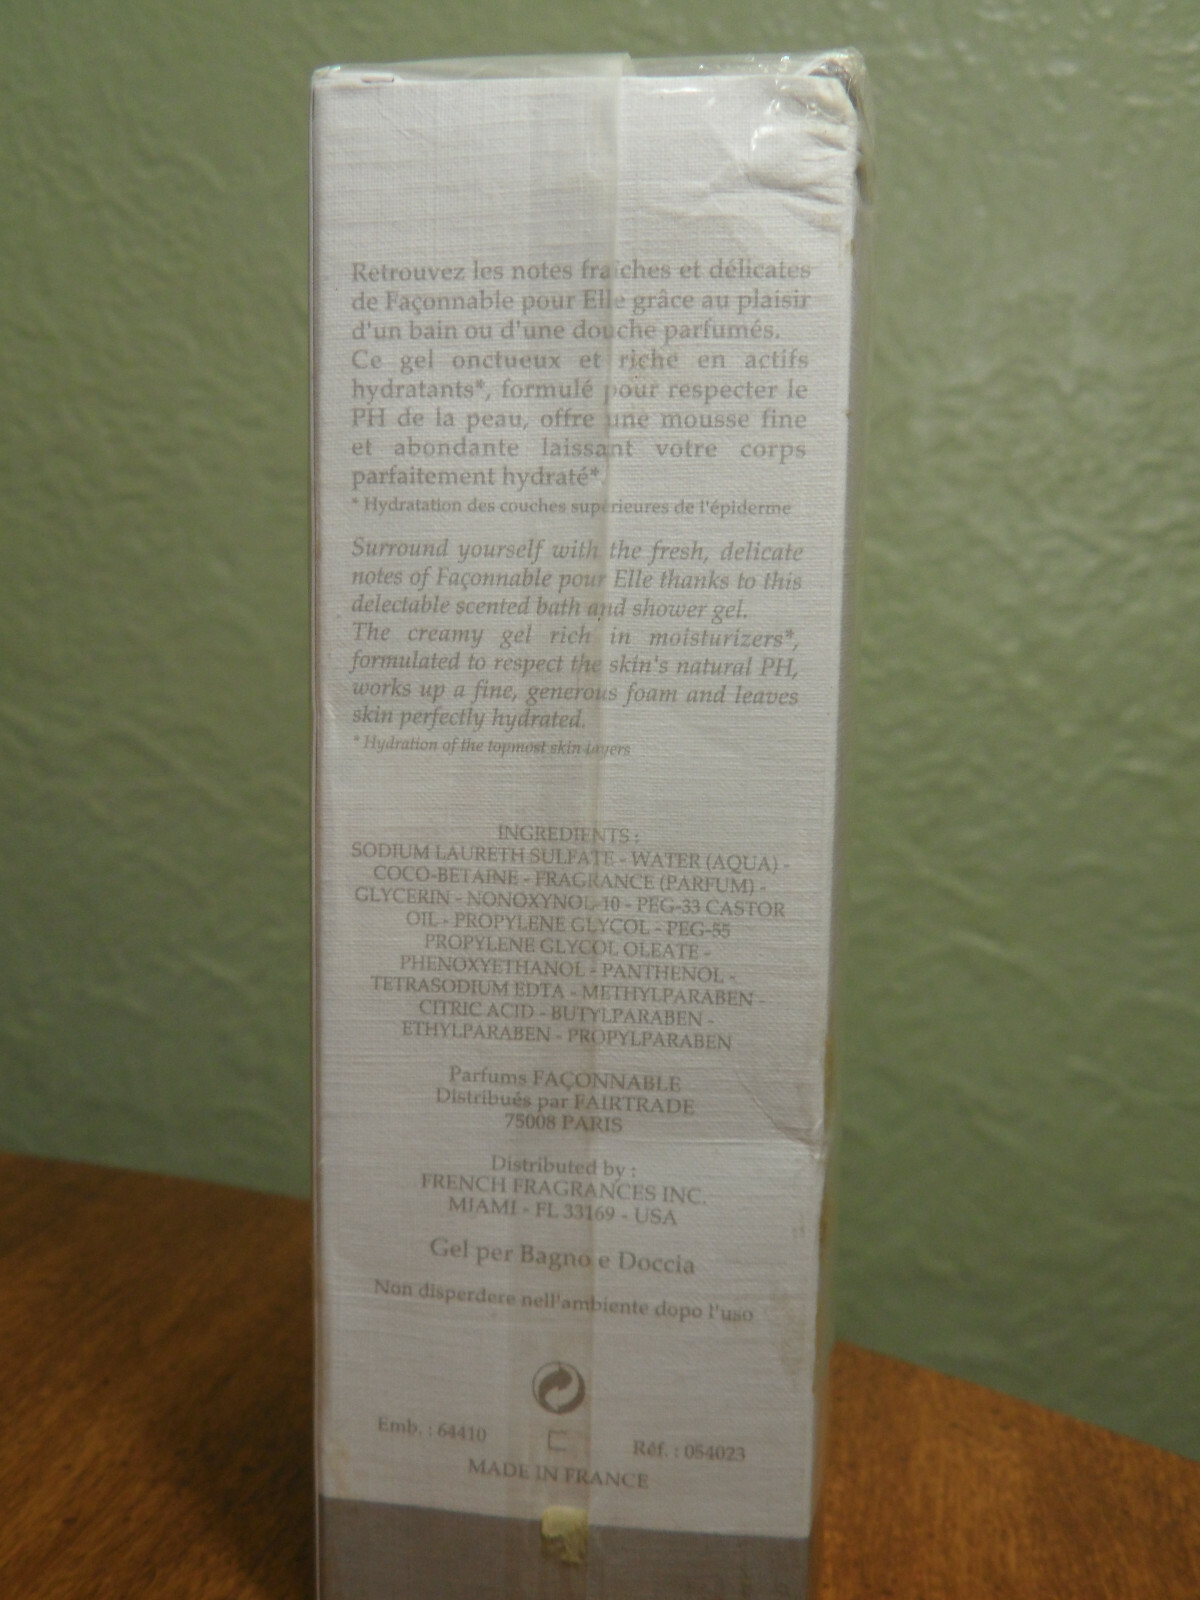 Retrouvez les notes fraîches et délicates
de Façonnable pour Elle grâce au plaisir
d'un bain ou d'une douche parfumés.
Ce gel onctueux et riche en actifs
hydratants*, formulé pour respecter le
PH de la peau, offre une mousse fine
et abondante laissant votre corps
parfaitement hydraté*.
* Hydratation des couches supérieures de l'épiderme
Surround yourself with the fresh, delicate
notes of Façonnable pour Elle thanks to this
delectable scented bath and shower gel.
The creamy gel rich in moisturizers*,
formulated to respect the skin's natural PH,
works up a fine, generous foam and leaves
skin perfectly hydrated.
* Hydration of the topmost skin layers
INGREDIENTS :
SODIUM LAURETH SULFATE - WATER (AQUA) -
COCO-BETAINE - FRAGRANCE (PARFUM) -
GLYCERIN - NONOXYNOL-10 - PEG-33 CASTOR
OIL - PROPYLENE GLYCOL - PEG-55
PROPYLENE GLYCOL OLEATE -
PHENOXYETHANOL - PANTHENOL -
TETRASODIUM EDTA - METHYLPARABEN -
CITRIC ACID - BUTYLPARABEN -
ETHYLPARABEN - PROPYLPARABEN
Parfums FAÇONNABLE
Distribués par FAIRTRADE
75008 PARIS
Distributed by :
FRENCH FRAGRANCES INC.
MIAMI - FL 33169 - USA
Gel per Bagno e Doccia
Non disperdere nell'ambiente dopo l'uso
Emb. : 64410
Réf. : 054023
MADE IN FRANCE